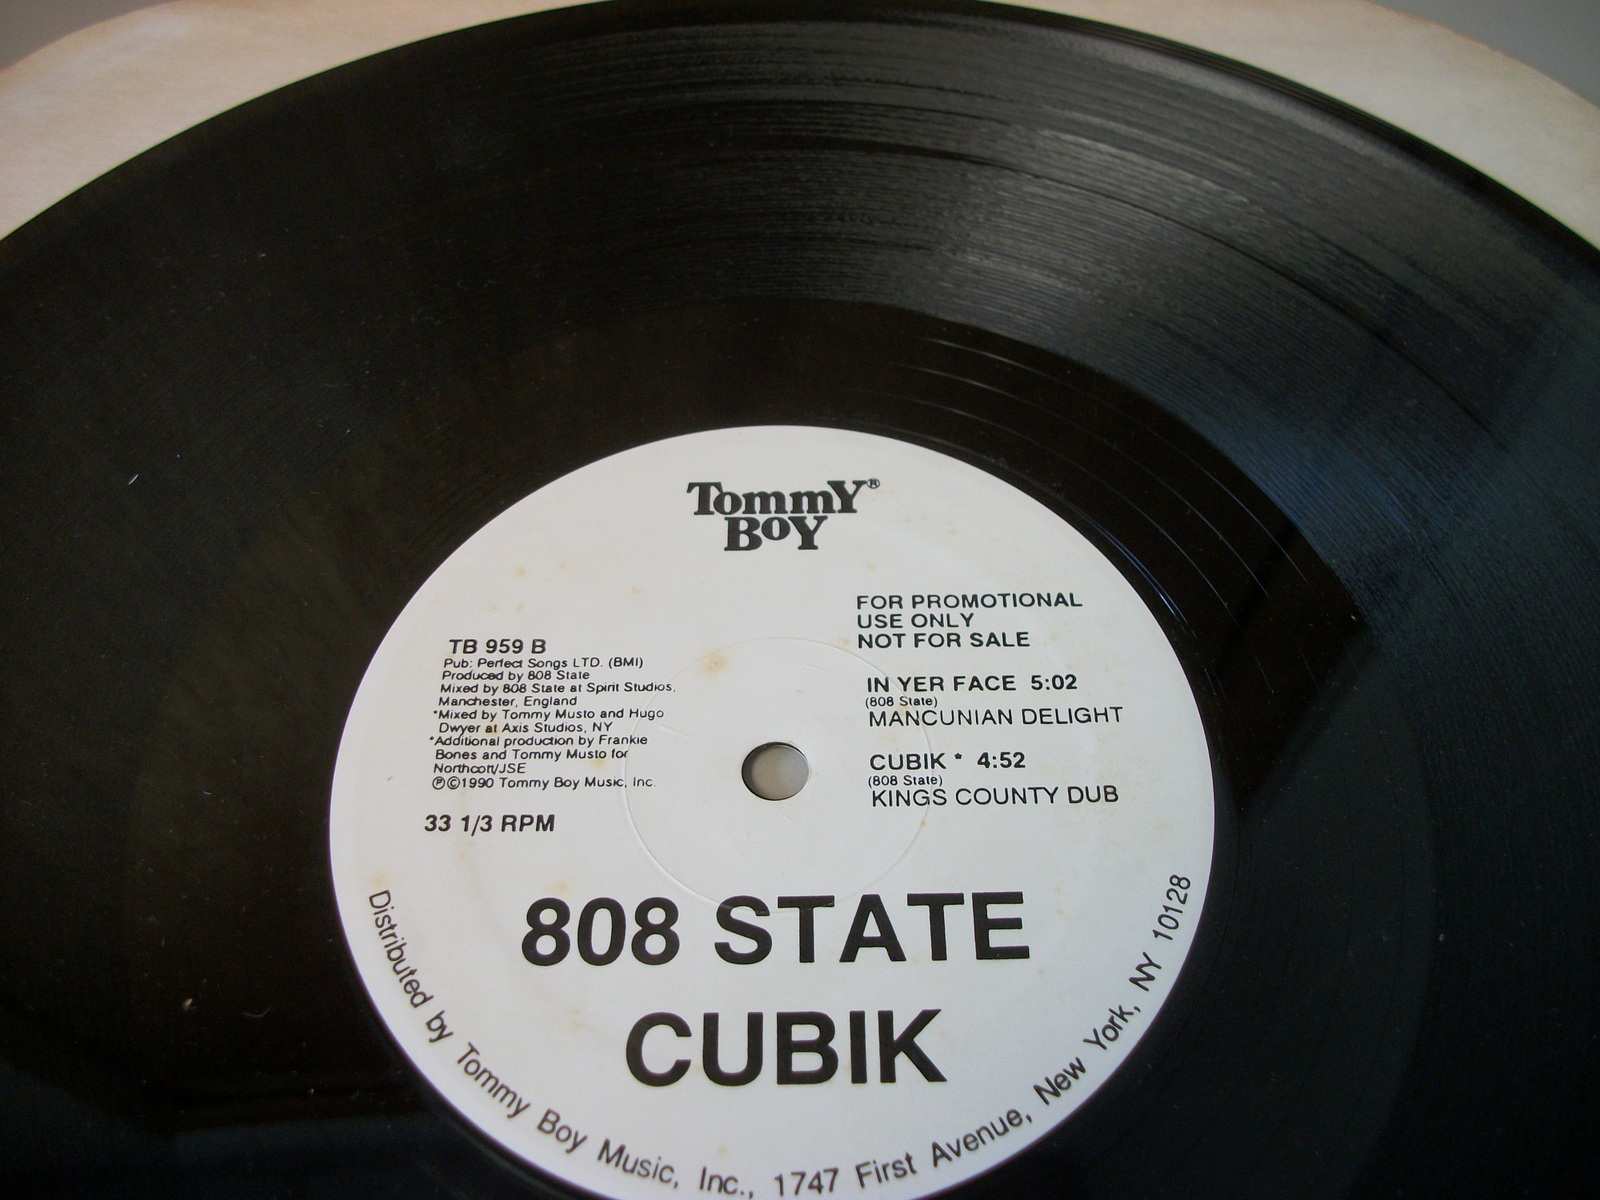 Tommy®
Boy
FOR PROMOTIONAL
USE ONLY
NOT FOR SALE
TB 959 B
Pub: Perfect Songs LTD. (BMI)
Produced by 808 State
Mixed by 808 State at Spirit Studios,
Manchester, England
*Mixed by Tommy Musto and Hugo
Dwyer at Axis Studios, NY
*Additional production by Frankie
Bones and Tommy Musto for
Northcott/JSE
℗©1990 Tommy Boy Music, Inc.
33 1/3 RPM
IN YER FACE 5:02
(808 State)
MANCUNIAN DELIGHT
CUBIK * 4:52
(808 State)
KINGS COUNTY DUB
808 STATE
CUBIK
Distributed by Tommy Boy Music, Inc., 1747 First Avenue, New York, NY 10128